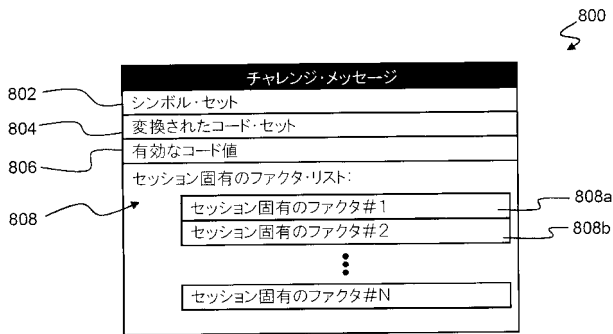 800
チャレンジ・メッセージ
802
シンボル・セット
804
変換されたコード・セット
806
有効なコード値
セッション固有のファクタ・リスト:
808
セッション固有のファクタ#1
808a
セッション固有のファクタ#2
808b
セッション固有のファクタ#N